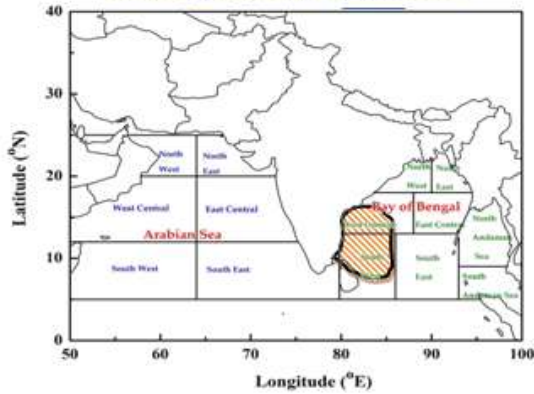 40
30
20
10
0
Latitude (°N)
North
West
North
East
West Central
East Central
Arabian Sea
South West
South East
North
West
North
East
Bay of Bengal
East Central
South
East
North
Andaman
Sea
South
Andaman Sea
50 60 70 80 90 100
Longitude (°E)